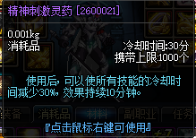 精神刺激灵药 [2600021]
0.001kg
消耗品
冷却时间:30分
携带上限1000个
使用后，可以使所有技能的冷却时
间减少30%，效果持续10分钟。
『点击鼠标右键可使用』